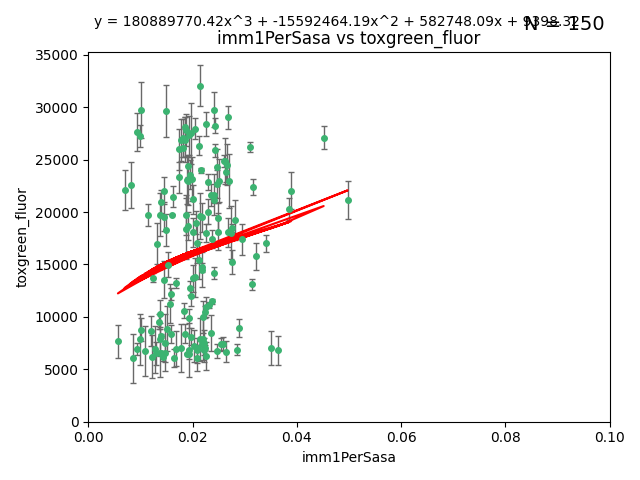 y = 180889770.42x^3 + -15592464.19x^2 + 582748.09x + 9398.32
N = 150
imm1PerSasa vs toxgreen_fluor
35000
30000
25000
20000
15000
10000
5000
0
toxgreen_fluor
0.00 0.02 0.04 0.06 0.08 0.10
imm1PerSasa